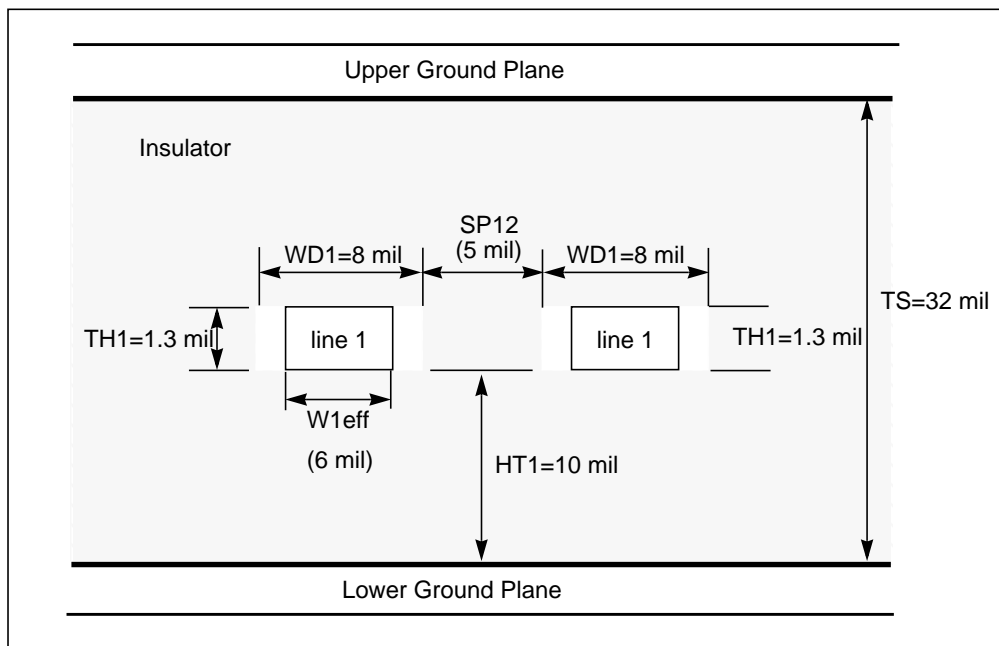 Upper Ground Plane
Insulator
SP12
(5 mil)
WD1=8 mil
WD1=8 mil
TS=32 mil
TH1=1.3 mil
line 1
line 1
TH1=1.3 mil
W1eff
(6 mil)
HT1=10 mil
Lower Ground Plane